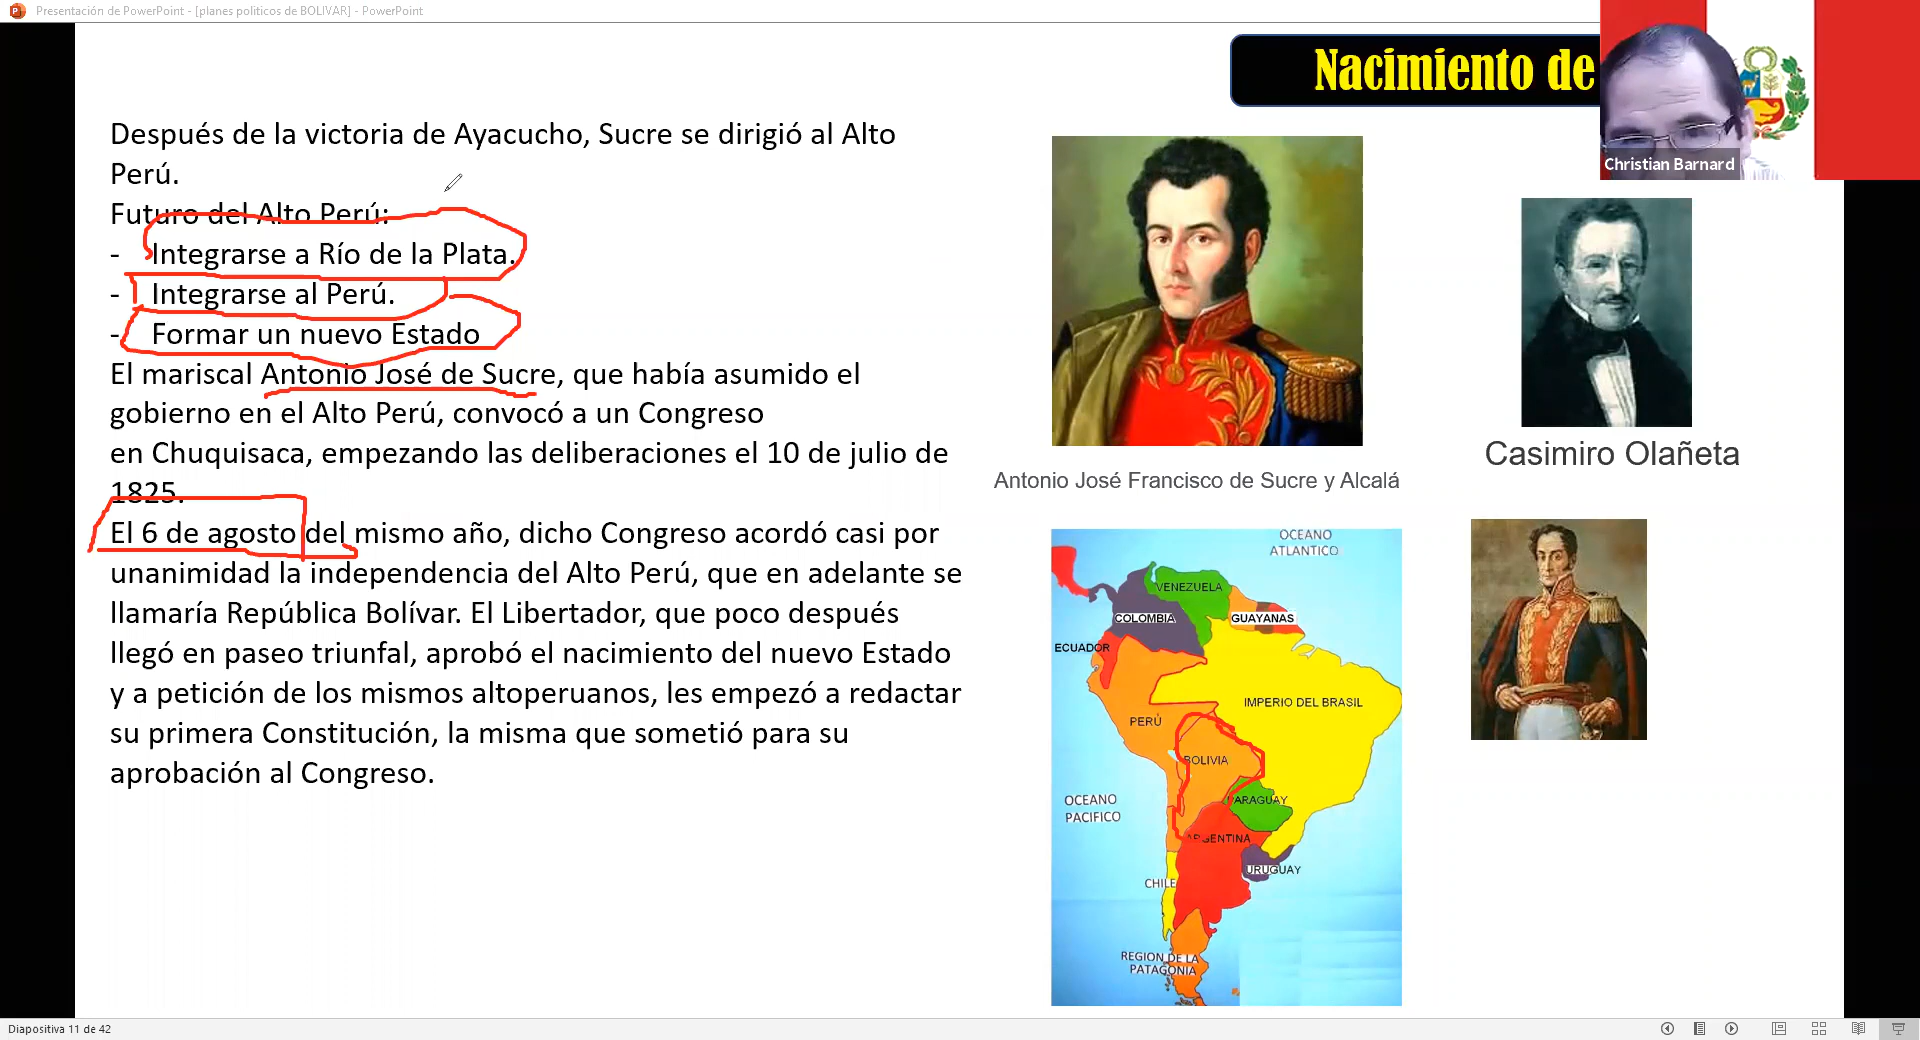 Presentación de PowerPoint - [planes politicos de BOLIVAR] - PowerPoint
Nacimiento de
Christian Barnard
Después de la victoria de Ayacucho, Sucre se dirigió al Alto
Perú.
Futuro del Alto Perú:
- Integrarse a Río de la Plata.
- Integrarse al Perú.
- Formar un nuevo Estado
El mariscal Antonio José de Sucre, que había asumido el
gobierno en el Alto Perú, convocó a un Congreso
en Chuquisaca, empezando las deliberaciones el 10 de julio de
1825.
El 6 de agosto del mismo año, dicho Congreso acordó casi por
unanimidad la independencia del Alto Perú, que en adelante se
llamaría República Bolívar. El Libertador, que poco después
llegó en paseo triunfal, aprobó el nacimiento del nuevo Estado
y a petición de los mismos altoperuanos, les empezó a redactar
su primera Constitución, la misma que sometió para su
aprobación al Congreso.
Antonio José Francisco de Sucre y Alcalá
Casimiro Olañeta
OCEANO
ATLANTICO
VENEZUELA
COLOMBIA
GUAYANAS
ECUADOR
IMPERIO DEL BRASIL
PERÚ
BOLIVIA
OCEANO
PACIFICO
PARAGUAY
ARGENTINA
URUGUAY
CHILE
REGION DE LA
PATAGONIA
Diapositiva 11 de 42